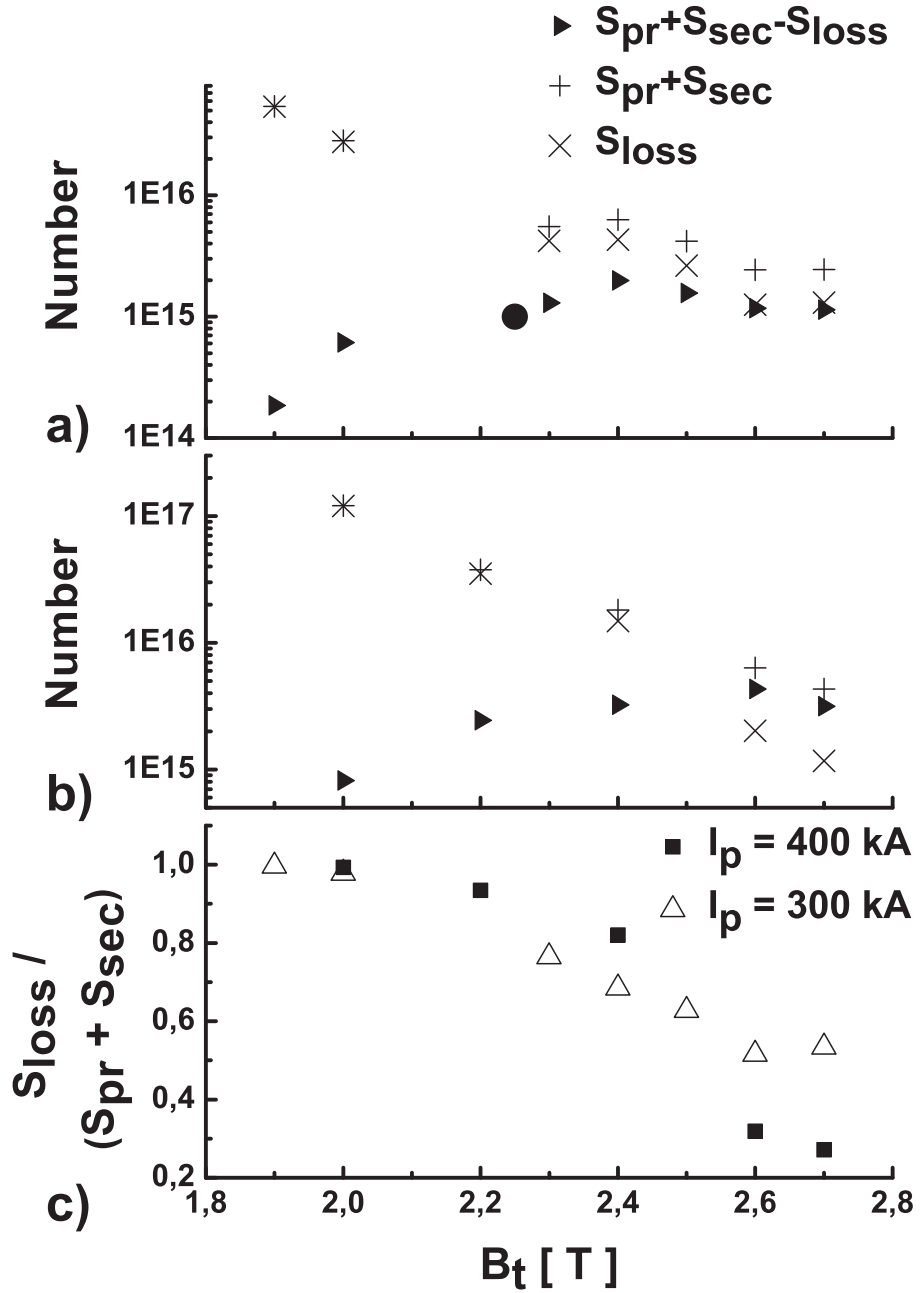 Spr+Ssec-Sloss
Spr+Ssec
Sloss
Number
1E16
1E15
1E14
a)
Number
1E17
1E16
1E15
b)
Sloss /
(Spr + Ssec)
1,0
0,8
0,6
0,4
0,2
Ip = 400 kA
Ip = 300 kA
c)
1,8 2,0 2,2 2,4 2,6 2,8
Bt [ T ]